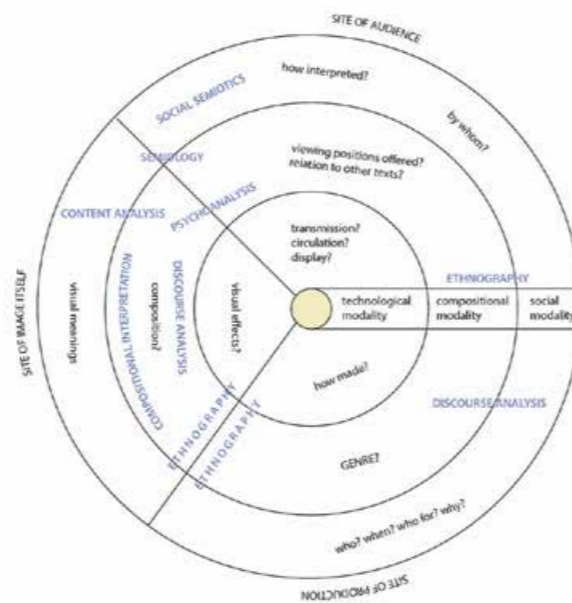 SITE OF AUDIENCE
how interpreted?
by whom?
SOCIAL SEMIOTICS
SEMIOLOGY
viewing positions offered?
relation to other texts?
PSYCHOANALYSIS
CONTENT ANALYSIS
transmission?
circulation?
display?
ETHNOGRAPHY
technological
modality
compositional
modality
social
modality
SITE OF IMAGE ITSELF
visual meanings
COMPOSITIONAL INTERPRETATION
composition?
DISCOURSE ANALYSIS
visual effects?
ETHNOGRAPHY
ETHNOGRAPHY
how made?
DISCOURSE ANALYSIS
GENRE?
who? when? who for? why?
SITE OF PRODUCTION